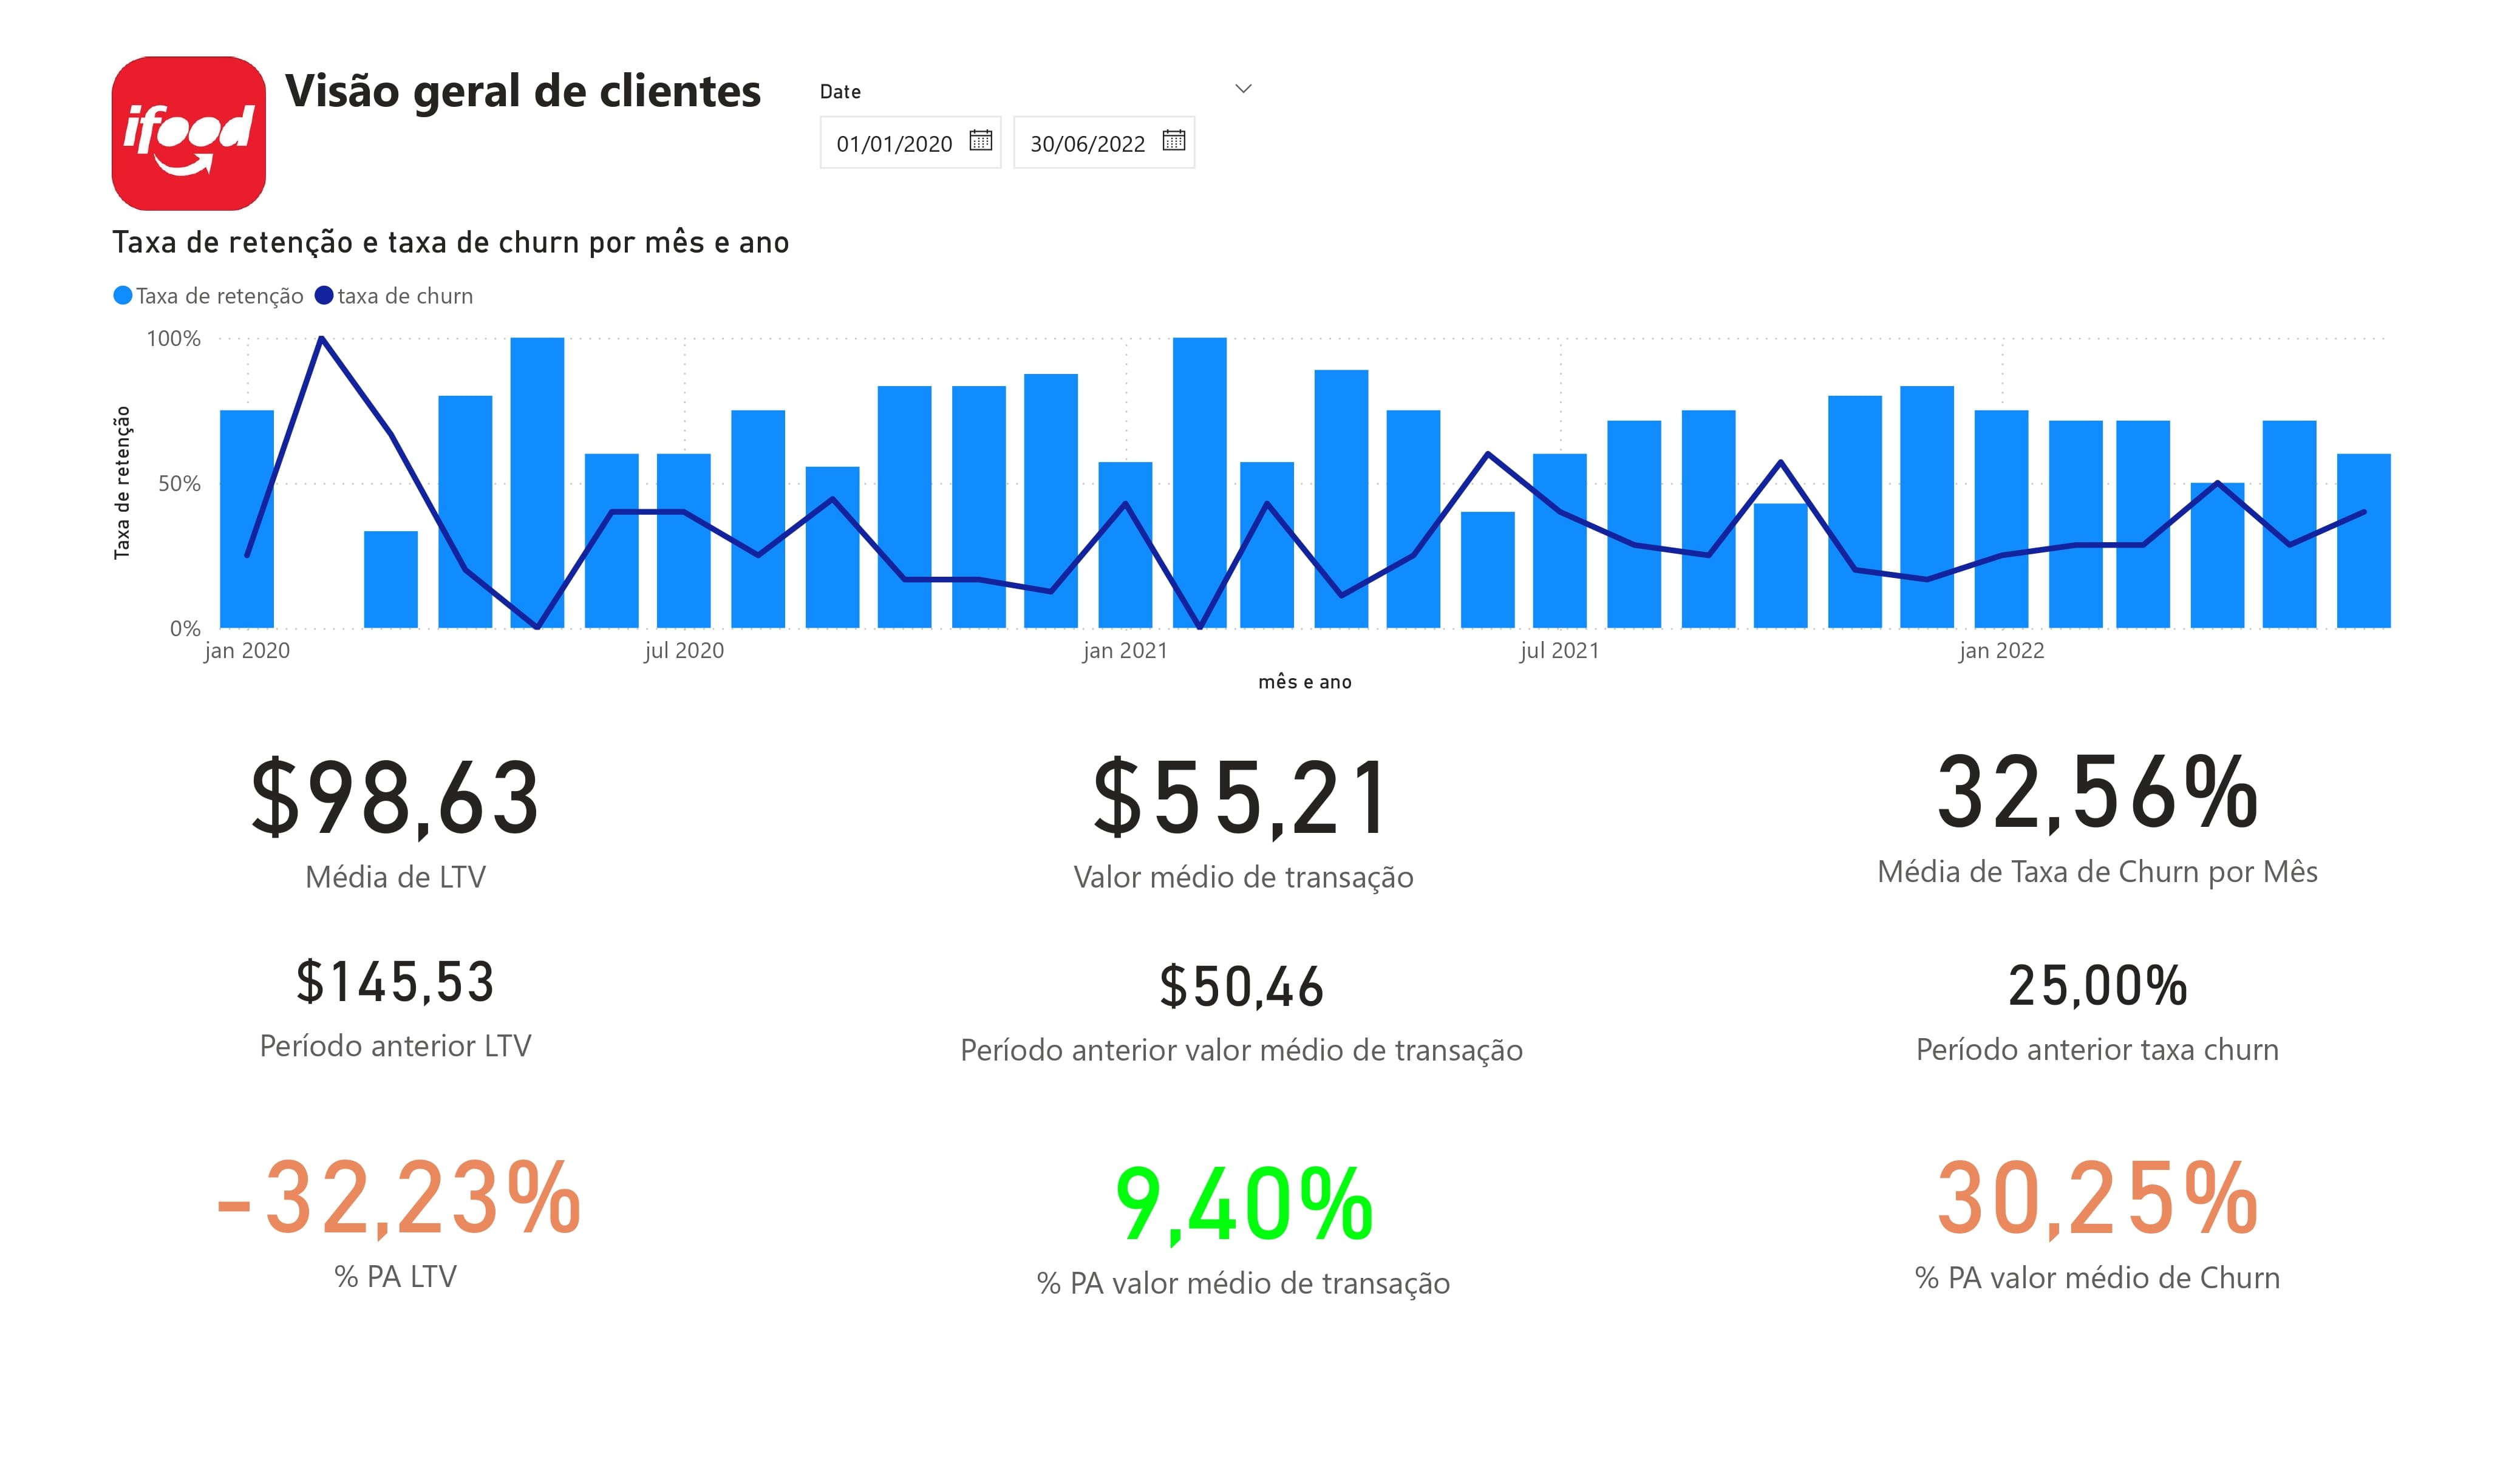 ifood
Visão geral de clientes
Date
01/01/2020
30/06/2022
Taxa de retenção e taxa de churn por mês e ano
Taxa de retenção
taxa de churn
Taxa de retenção
100%
50%
0%
jan 2020
jul 2020
jan 2021
jul 2021
jan 2022
mês e ano
$98,63
Média de LTV
$55,21
Valor médio de transação
32,56%
Média de Taxa de Churn por Mês
$145,53
Período anterior LTV
$50,46
Período anterior valor médio de transação
25,00%
Período anterior taxa churn
-32,23%
% PA LTV
9,40%
% PA valor médio de transação
30,25%
% PA valor médio de Churn